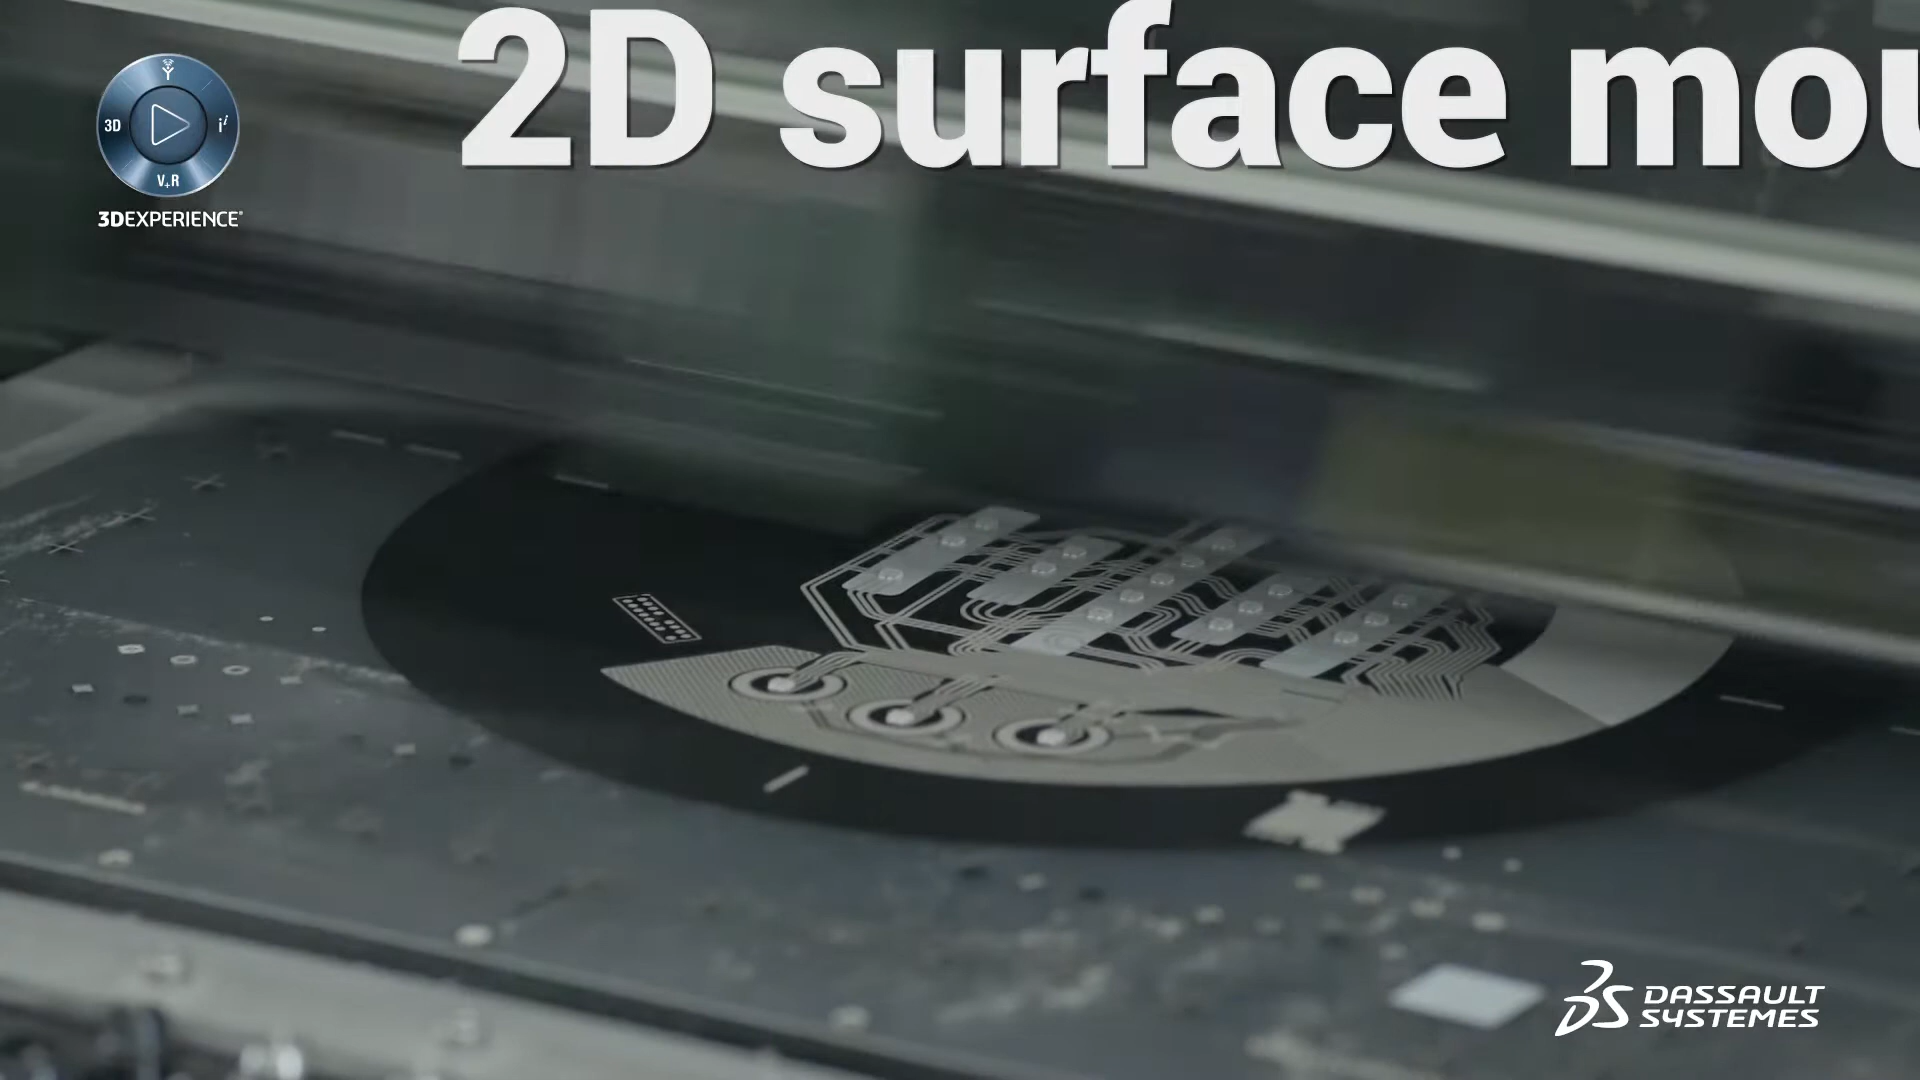 2D surface mou
3D
i
V+R
3DEXPERIENCE®
DASSAULT
SYSTEMES